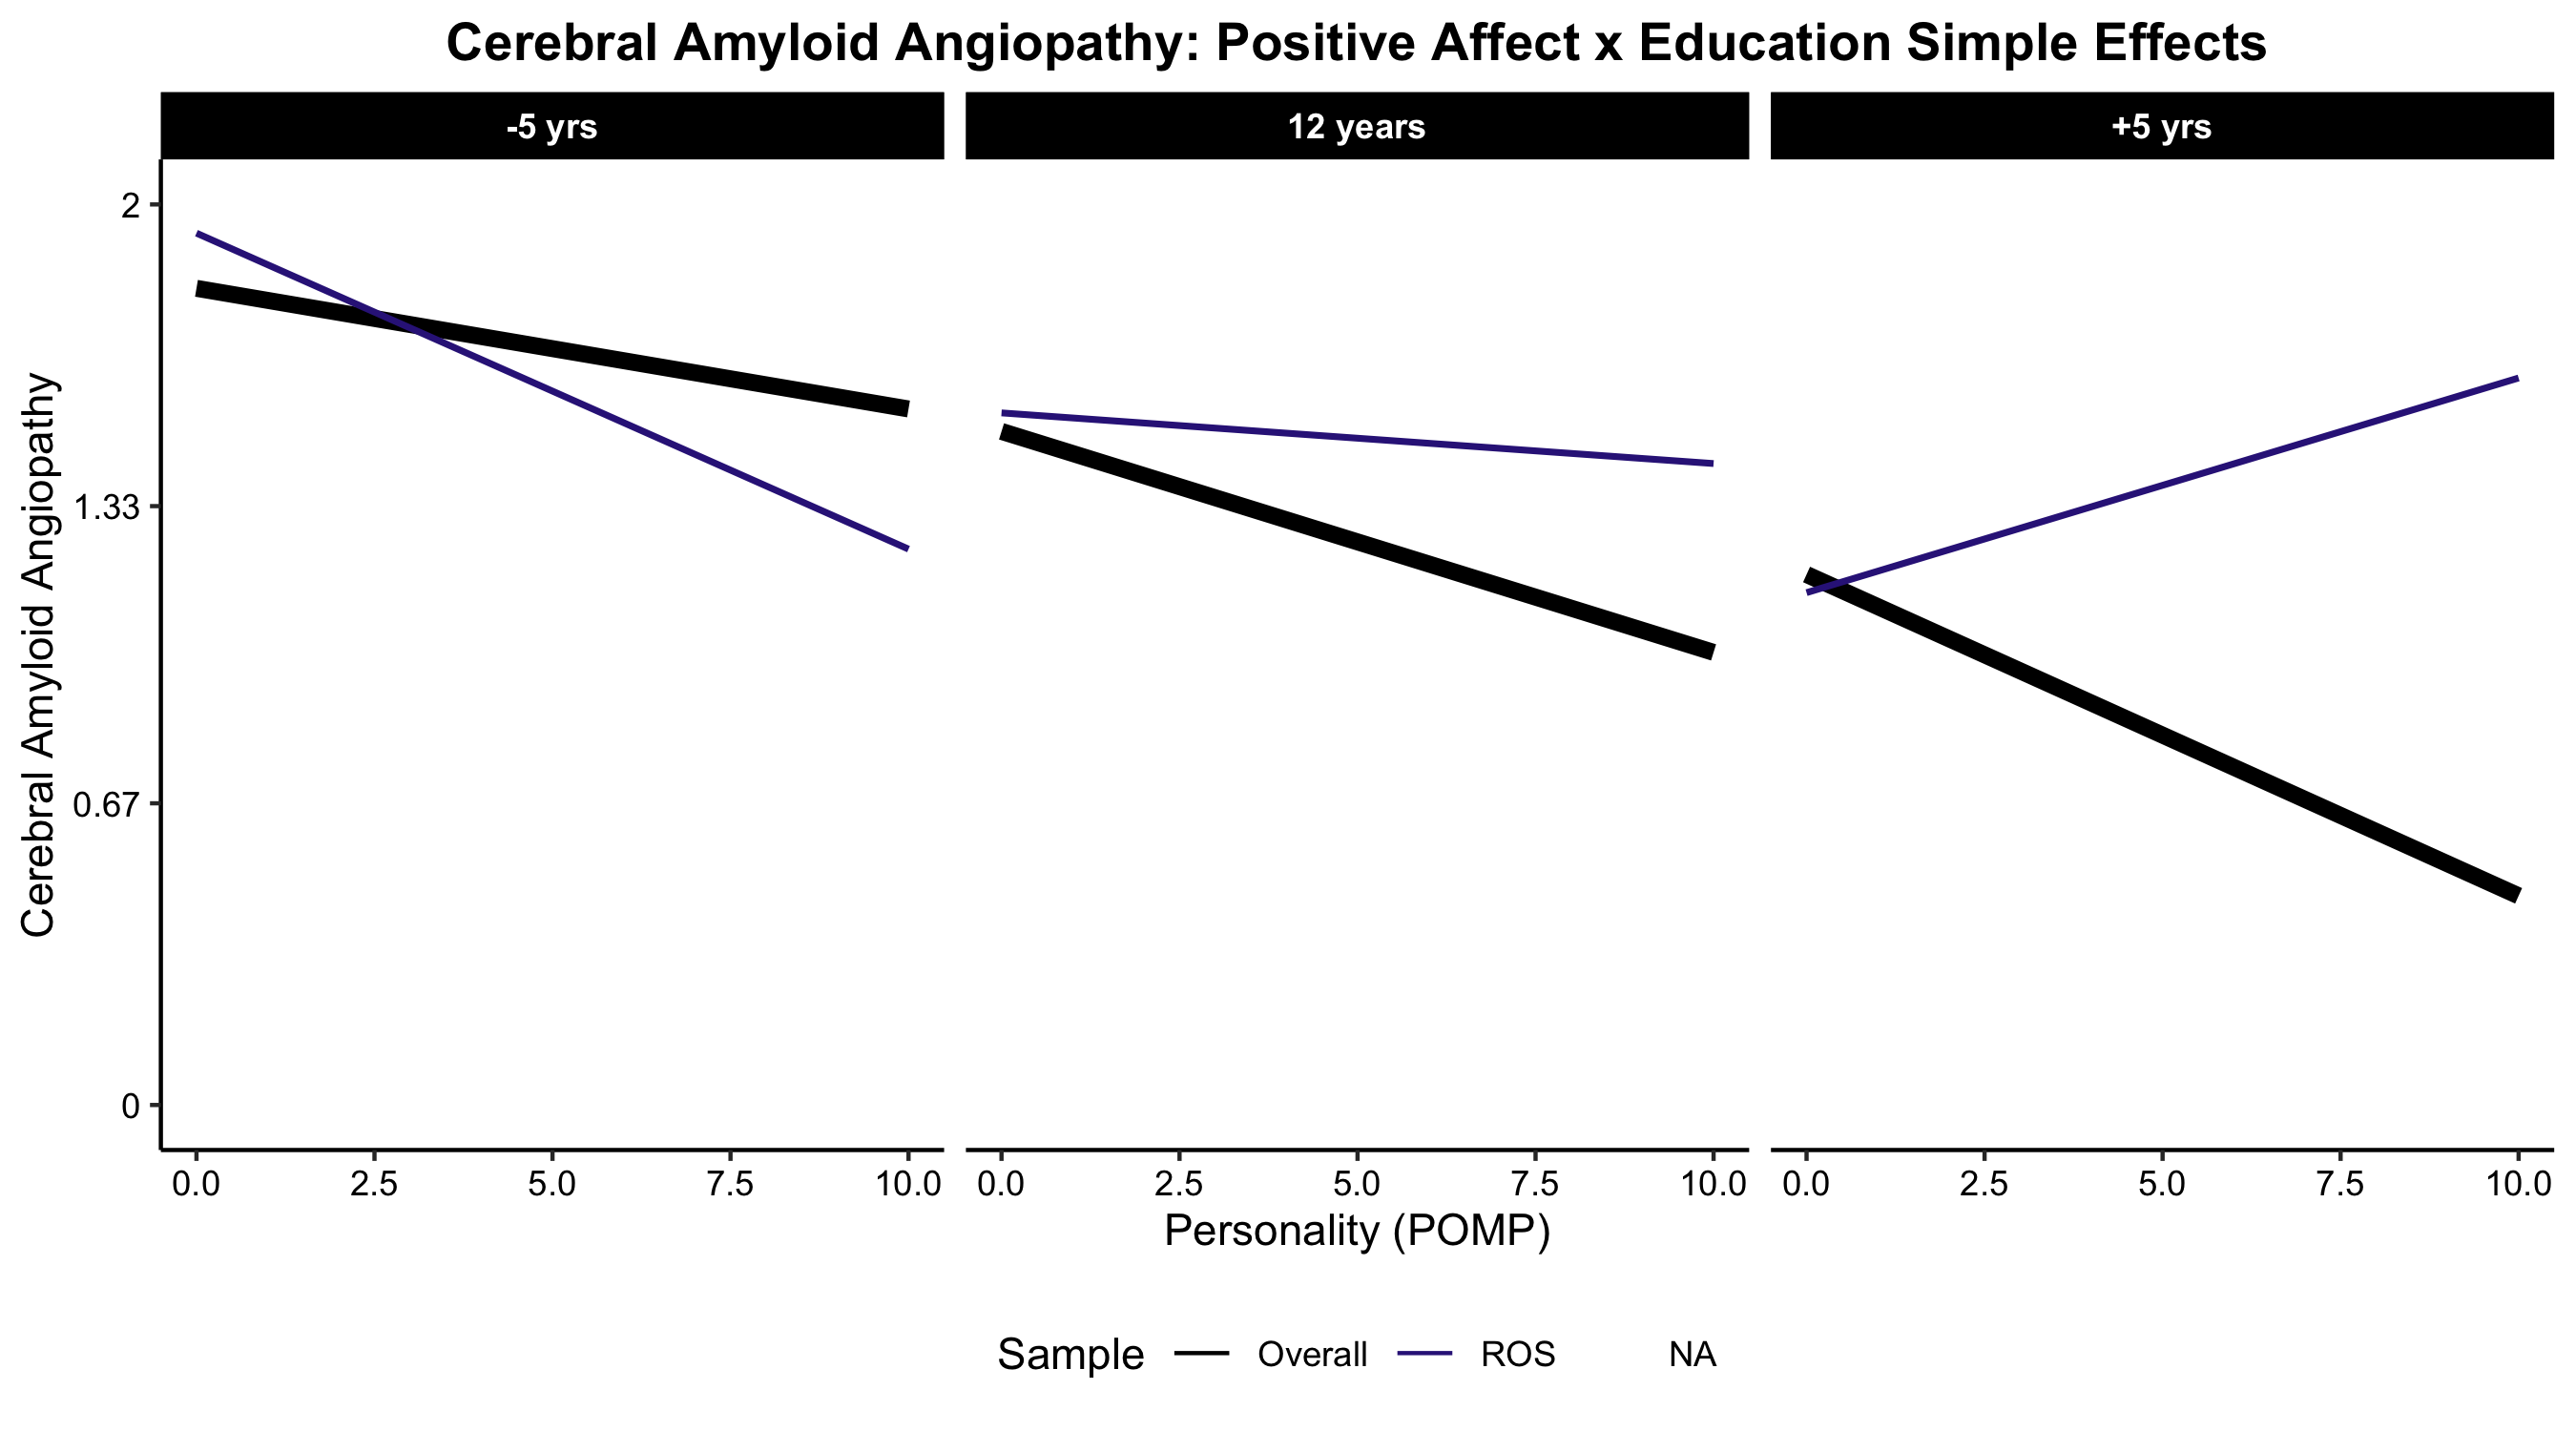 Cerebral Amyloid Angiopathy: Positive Affect x Education Simple Effects
-5 yrs
12 years
+5 yrs
Cerebral Amyloid Angiopathy
2
1.33
0.67
0
0.0 2.5 5.0 7.5 10.0
0.0 2.5 5.0 7.5 10.0
0.0 2.5 5.0 7.5 10.0
Personality (POMP)
Sample Overall ROS NA